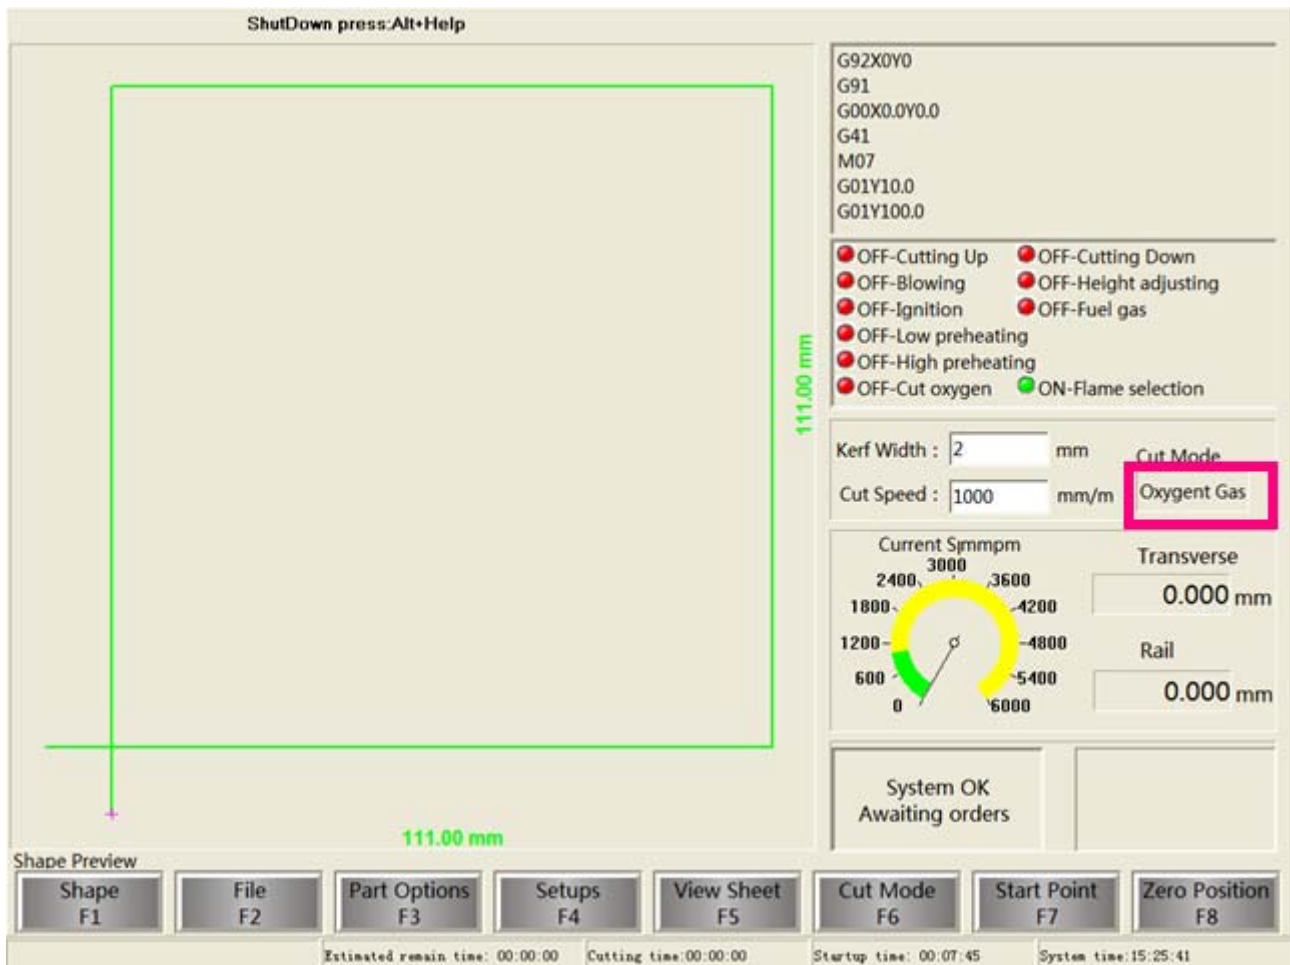 ShutDown press:Alt+Help
G92X0Y0
G91
G00X0.0Y0.0
G41
M07
G01Y10.0
G01Y100.0
OFF-Cutting Up OFF-Cutting Down
OFF-Blowing OFF-Height adjusting
OFF-Ignition OFF-Fuel gas
OFF-Low preheating
OFF-High preheating
OFF-Cut oxygen ON-Flame selection
111.00 mm
Kerf Width : 2 mm Cut Mode
Cut Speed : 1000 mm/m Oxygent Gas
Current Smmpm
0 600 1200 1800 2400 3000 3600 4200 4800 5400 6000
Transverse
0.000 mm
Rail
0.000 mm
System OK
Awaiting orders
111.00 mm
Shape Preview
Shape F1
File F2
Part Options F3
Setups F4
View Sheet F5
Cut Mode F6
Start Point F7
Zero Position F8
Estimated remain time: 00:00:00 Cutting time:00:00:00 Startup time: 00:07:45 System time:15:25:41